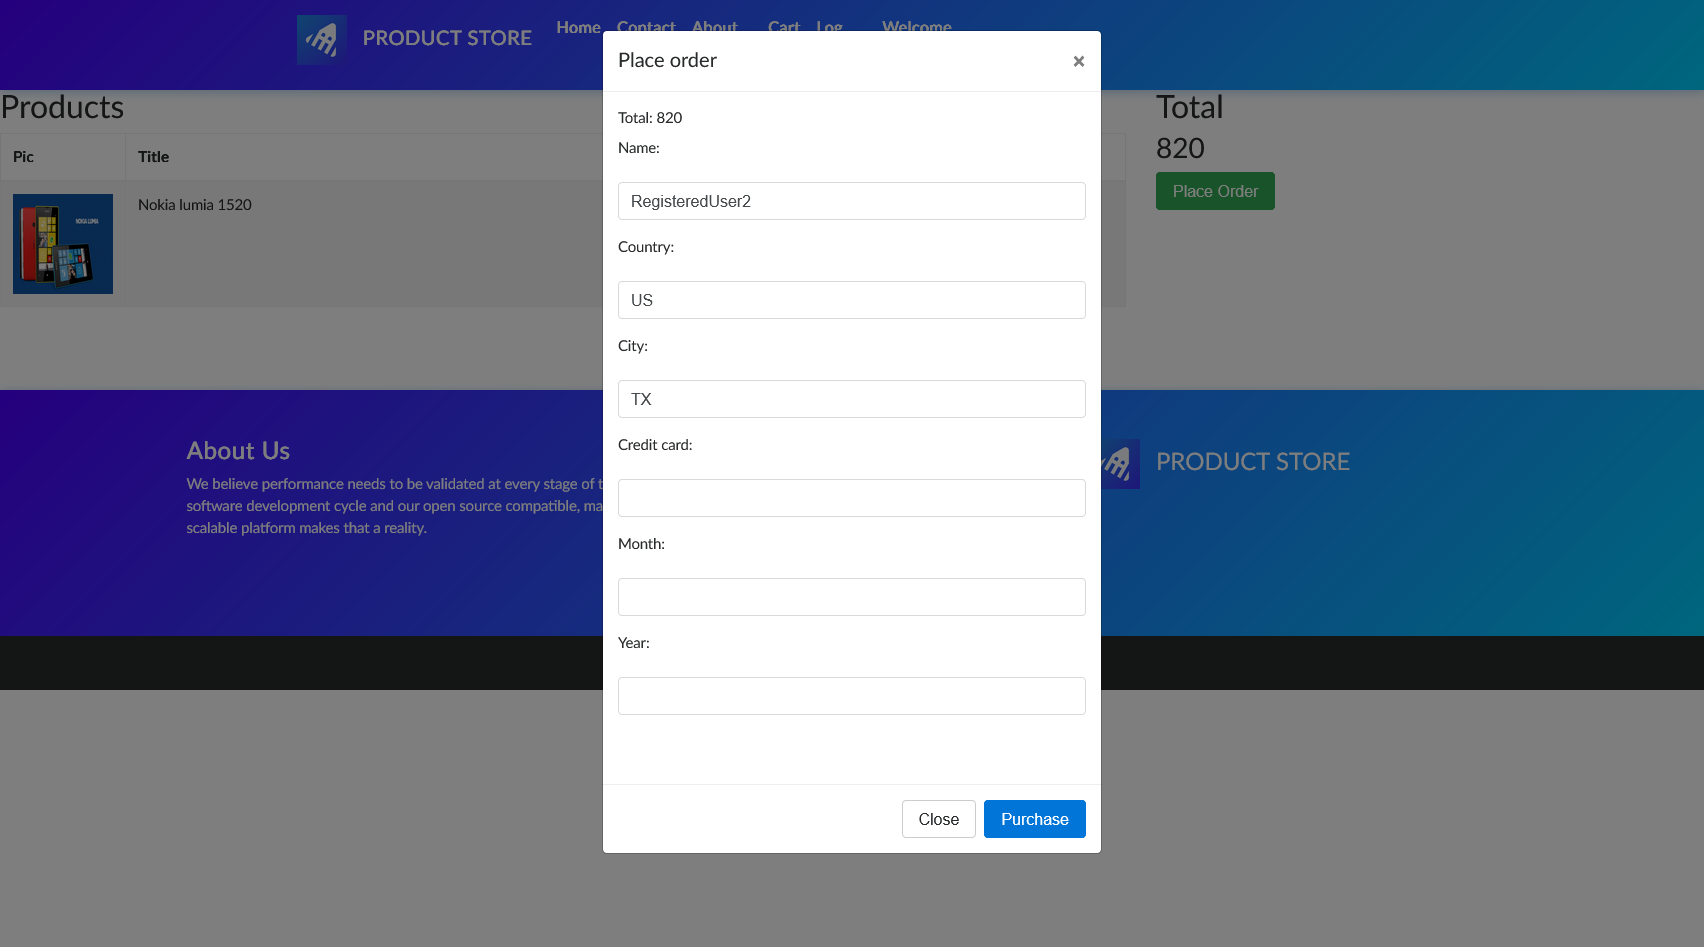 PRODUCT STORE
Home Contact About Cart Log Welcome
Place order
×
Products
Total
820
Place Order
Pic Title
Nokia lumia 1520
NOKIA LUMIA
Total: 820
Name:
RegisteredUser2
Country:
US
City:
TX
Credit card:
Month:
Year:
Close
Purchase
About Us
We believe performance needs to be validated at every stage of
software development cycle and our open source compatible,
scalable platform makes that a reality.
PRODUCT STORE